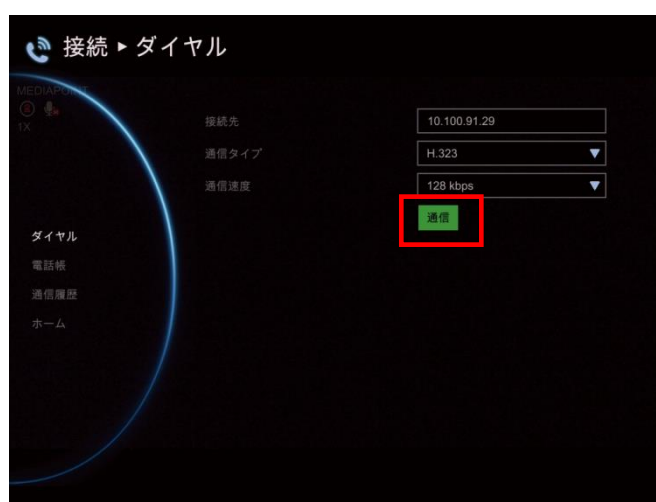 接続 ▶ ダイヤル
MEDIAPOINT
1X
接続先 10.100.91.29
通信タイプ H.323 ▼
通信速度 128 kbps ▼
通信
ダイヤル
電話帳
通信履歴
ホーム